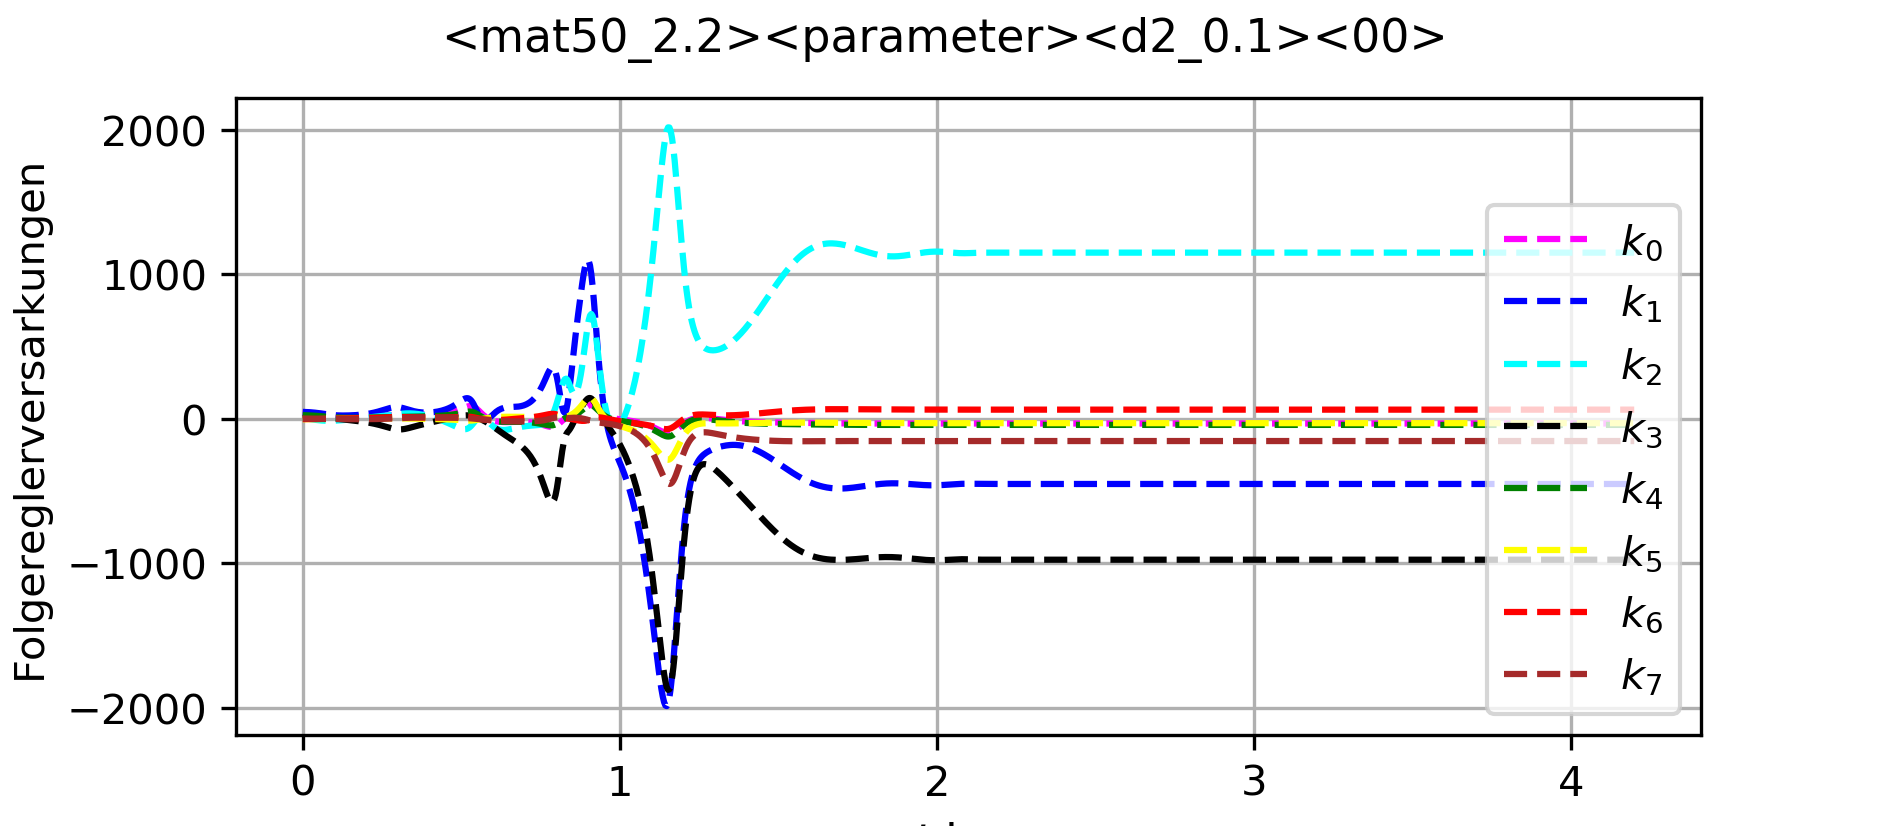 <mat50_2.2><parameter><d2_0.1><00>
Folgereglerversarkungen
2000
1000
0
−1000
−2000
0 1 2 3 4
k0
k1
k2
k3
k4
k5
k6
k7